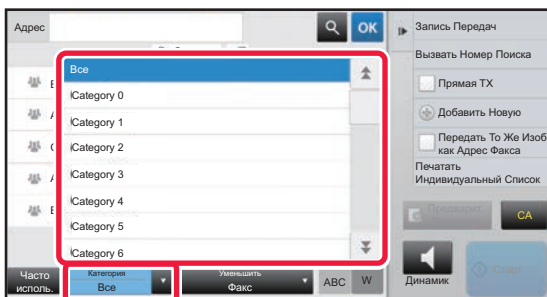 Адрес
OK
Все
Category 0
Category 1
Category 2
Category 3
Category 4
Category 5
Category 6
Часто
исполь.
Категория
Все
Уменьшить
Факс
ABC
W
Запись Передач
Вызвать Номер Поиска
Прямая TX
Добавить Новую
Передать То Же Изоб
как Адрес Факса
Печатать
Индивидуальный Список
CA
Динамик
Старт